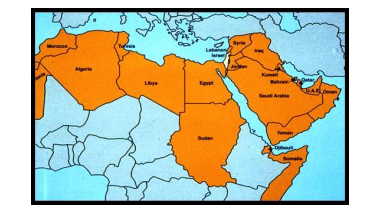 Morocco
Tunisia
Algeria
Libya
Egypt
Lebanon
Israel
Syria
Iraq
Jordan
Kuwait
Bahrain
Qatar
U.A.E.
Oman
Saudi Arabia
Yemen
Sudan
Djibouti
Somalia